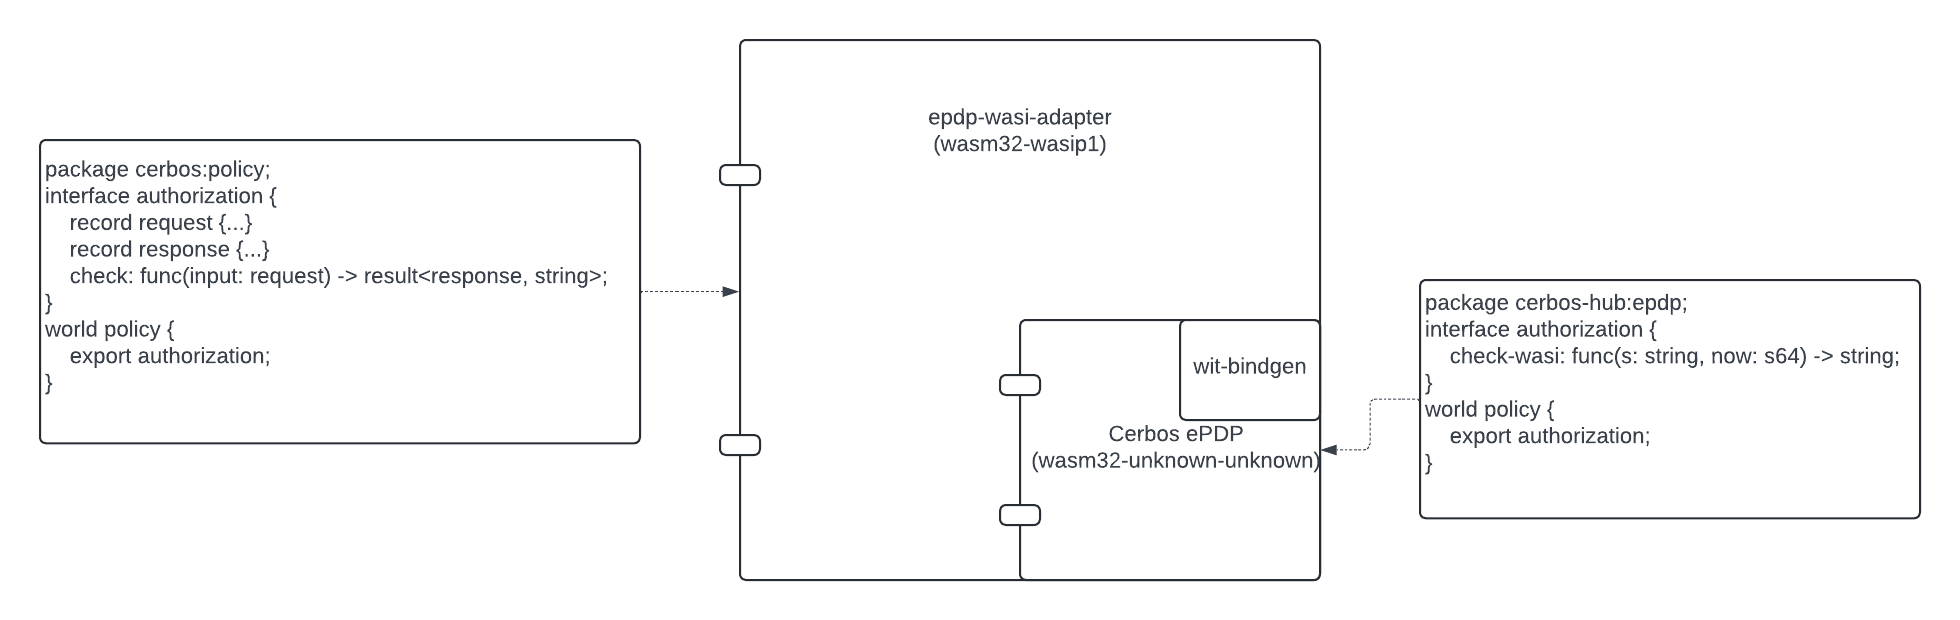 package cerbos:policy;
interface authorization {
    record request {...}
    record response {...}
    check: func(input: request) -> result<response, string>;
}
world policy {
    export authorization;
}
epdp-wasi-adapter
(wasm32-wasip1)
wit-bindgen
Cerbos ePDP
(wasm32-unknown-unknown)
package cerbos-hub:epdp;
interface authorization {
    check-wasi: func(s: string, now: s64) -> string;
}
world policy {
    export authorization;
}